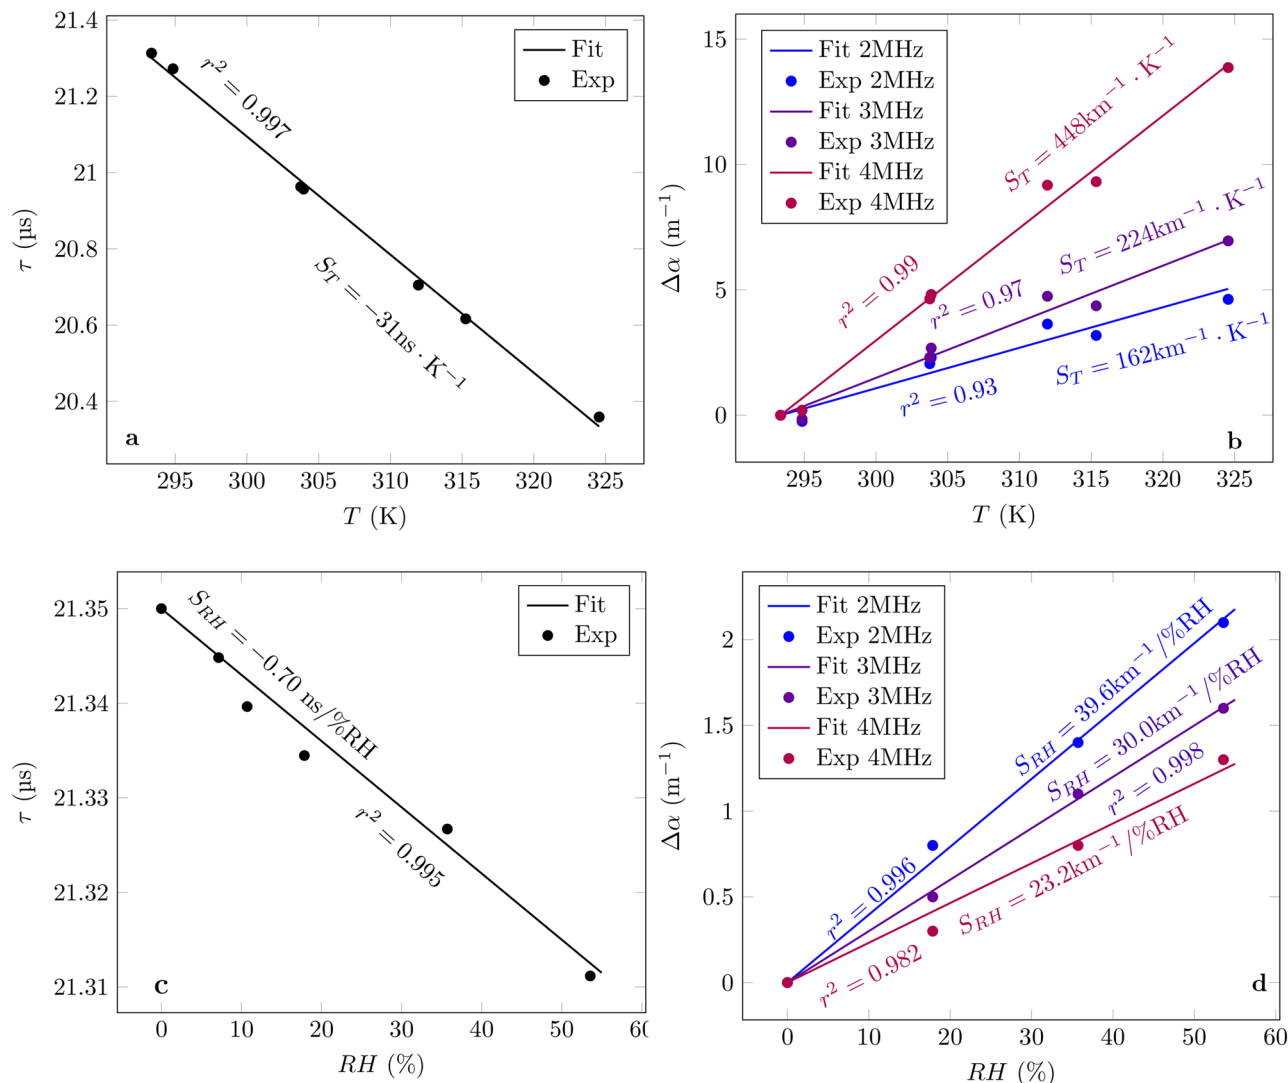 21.4
21.2
21
20.8
20.6
20.4
τ (µs)
295 300 305 310 315 320 325
T (K)
Fit
Exp
r² = 0.997
S_T = −31ns · K⁻¹
a
15
10
5
0
Δα (m⁻¹)
295 300 305 310 315 320 325
T (K)
Fit 2MHz
Exp 2MHz
Fit 3MHz
Exp 3MHz
Fit 4MHz
Exp 4MHz
S_T = 448km⁻¹ · K⁻¹
r² = 0.99
S_T = 224km⁻¹ · K⁻¹
r² = 0.97
S_T = 162km⁻¹ · K⁻¹
r² = 0.93
b
21.35
21.34
21.33
21.32
21.31
τ (µs)
0 10 20 30 40 50 60
RH (%)
Fit
Exp
S_RH = −0.70 ns/%RH
r² = 0.995
c
2
1.5
1
0.5
0
Δα (m⁻¹)
0 10 20 30 40 50 60
RH (%)
Fit 2MHz
Exp 2MHz
Fit 3MHz
Exp 3MHz
Fit 4MHz
Exp 4MHz
S_RH = 39.6km⁻¹/%RH
S_RH = 30.0km⁻¹/%RH
r² = 0.998
r² = 0.996
S_RH = 23.2km⁻¹/%RH
r² = 0.982
d